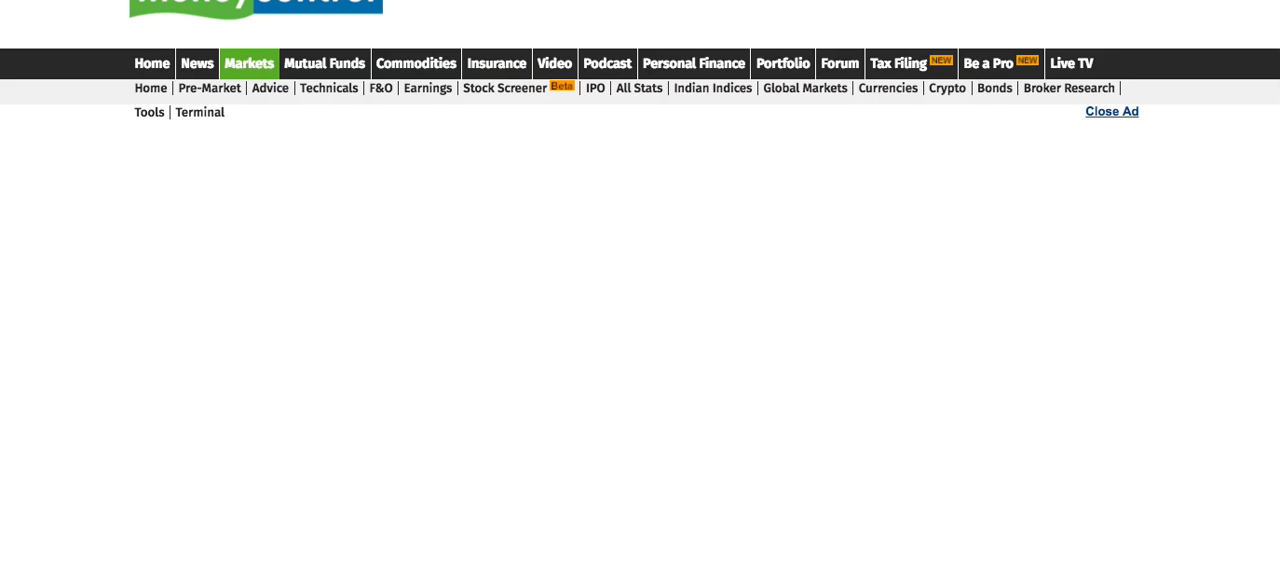 moneycontrol
Home News Markets Mutual Funds Commodities Insurance Video Podcast Personal Finance Portfolio Forum Tax Filing NEW Be a Pro NEW Live TV
Home | Pre-Market | Advice | Technicals | F&O | Earnings | Stock Screener Beta | IPO | All Stats | Indian Indices | Global Markets | Currencies | Crypto | Bonds | Broker Research |
Tools | Terminal Close Ad